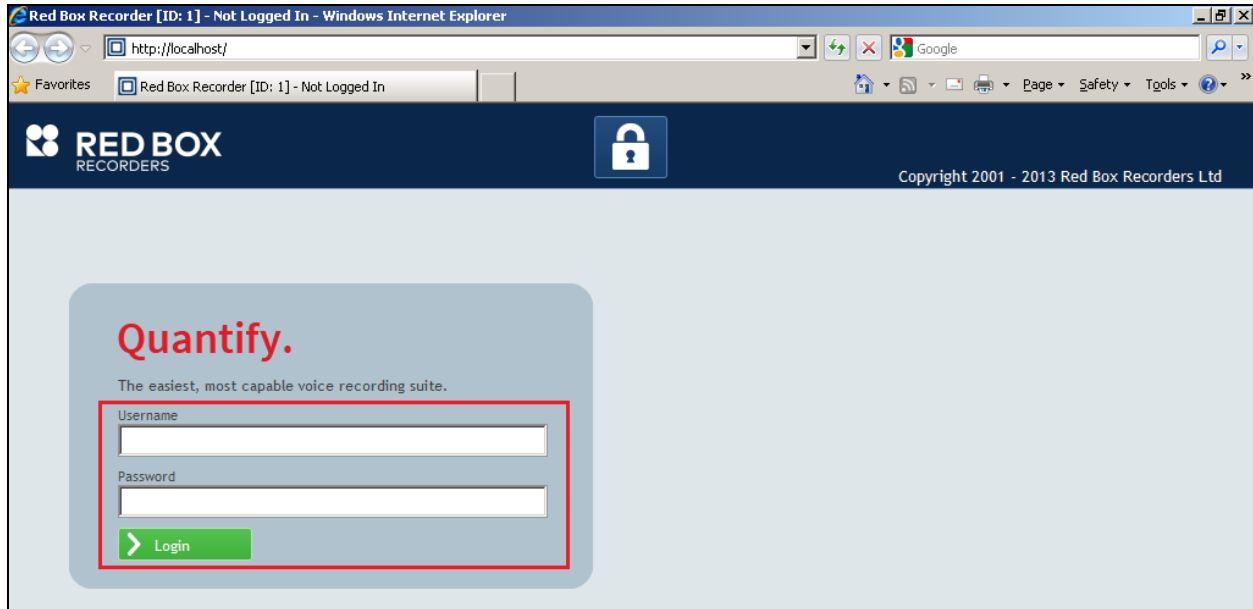 Red Box Recorder [ID: 1] - Not Logged In - Windows Internet Explorer
http://localhost/
Google
Favorites
Red Box Recorder [ID: 1] - Not Logged In
Page
Safety
Tools
»
RED BOX
RECORDERS
Copyright 2001 - 2013 Red Box Recorders Ltd
Quantify.
The easiest, most capable voice recording suite.
Username
Password
Login